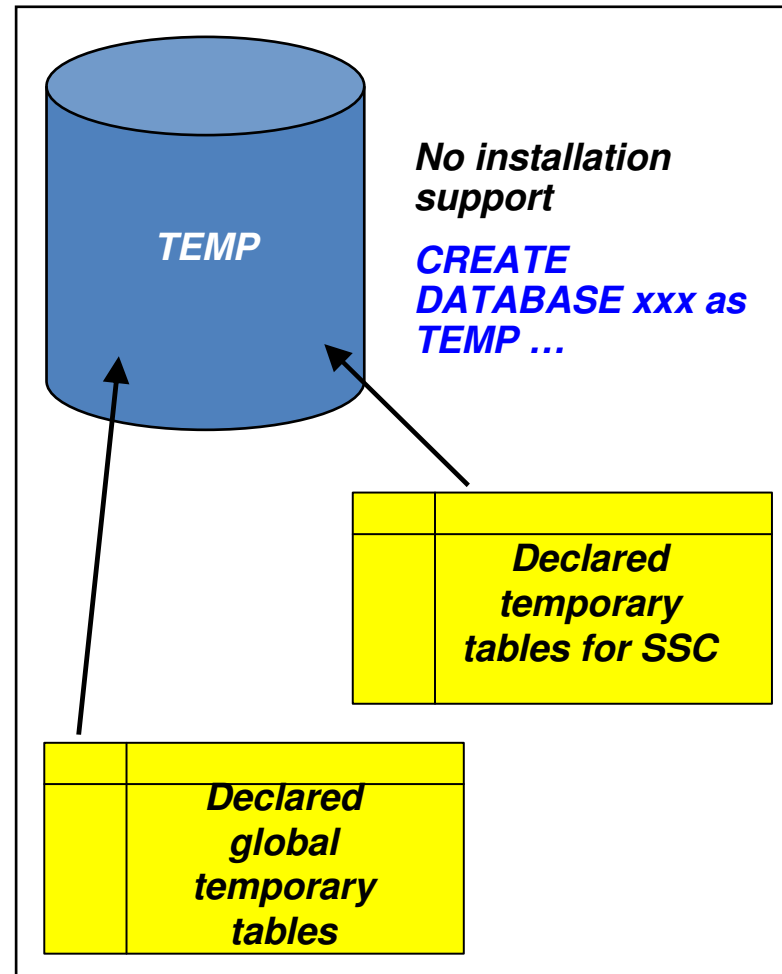 TEMP
No installation
support
CREATE
DATABASE xxx as
TEMP …
Declared
temporary
tables for SSC
Declared
global
temporary
tables